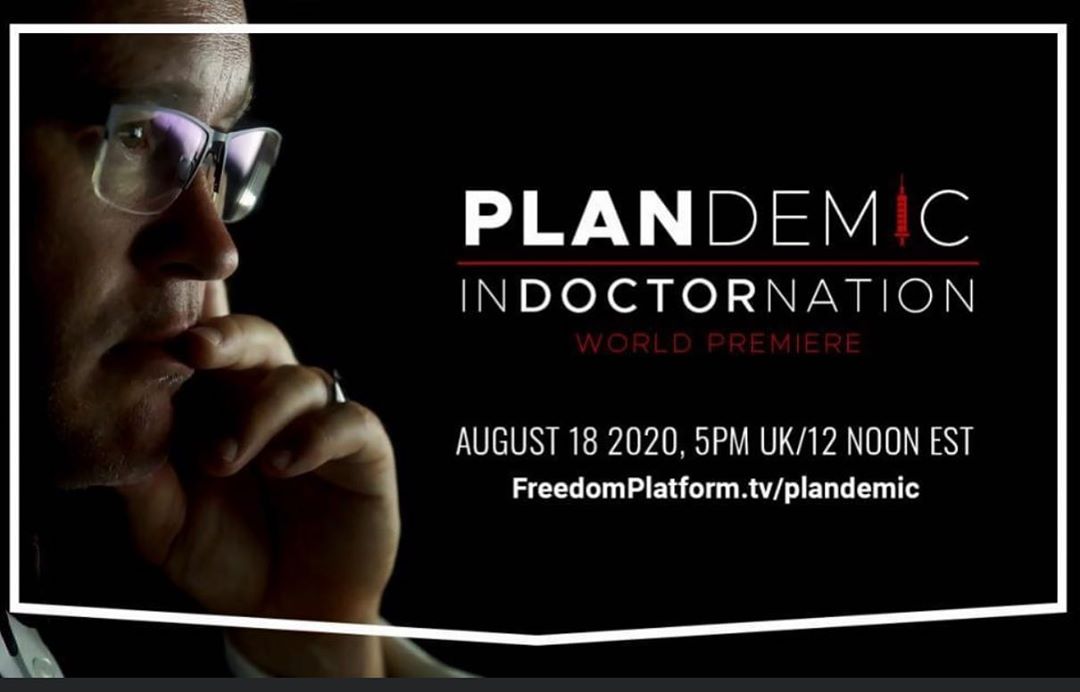 PLANDEMIC
INDOCTORNATION
WORLD PREMIERE
AUGUST 18 2020, 5PM UK/12 NOON EST
FreedomPlatform.tv/plandemic